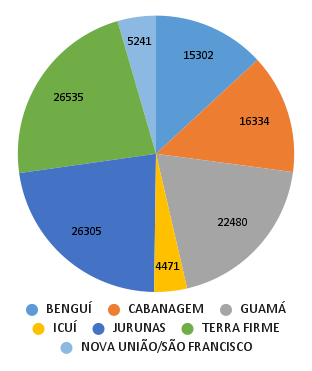 5241
15302
16334
26535
22480
26305
4471
BENGUÍ CABANAGEM GUAMÁ
ICUÍ JURUNAS TERRA FIRME
NOVA UNIÃO/SÃO FRANCISCO